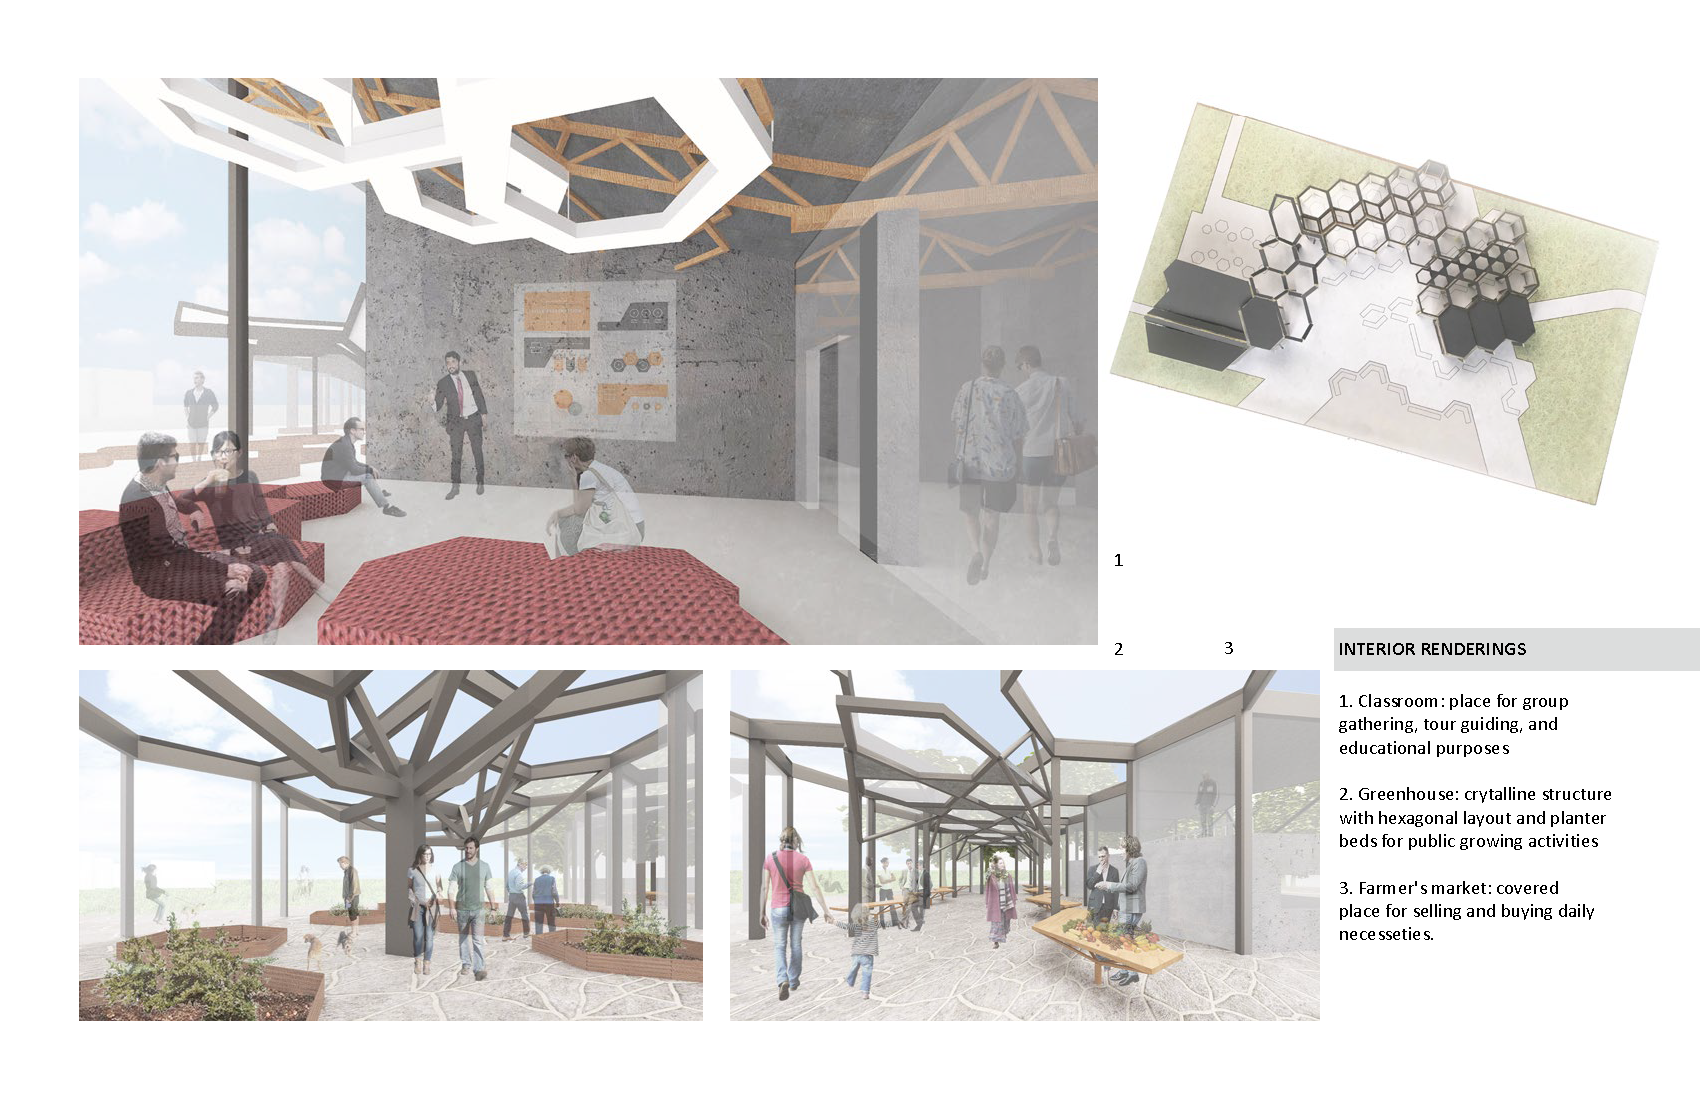 1
2
3
INTERIOR RENDERINGS
1. Classroom: place for group
gathering, tour guiding, and
educational purposes
2. Greenhouse: crytalline structure
with hexagonal layout and planter
beds for public growing activities
3. Farmer's market: covered
place for selling and buying daily
necesseties.